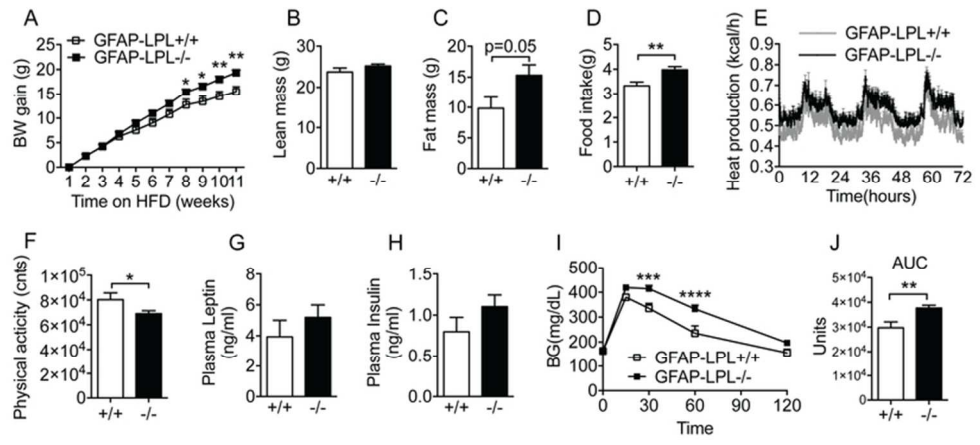 A
GFAP-LPL+/+
GFAP-LPL-/-
BW gain (g)
25
20
15
10
5
0
* * ** **
1 2 3 4 5 6 7 8 9 10 11
Time on HFD (weeks)
B
Lean mass (g)
30
20
10
0
+/+ -/-
C
Fat mass (g)
20
15
10
5
0
p=0.05
+/+ -/-
D
Food intake(g)
5
4
3
2
1
0
**
+/+ -/-
E
GFAP-LPL+/+
GFAP-LPL-/-
Heat production (kcal/h)
0.9
0.8
0.7
0.6
0.5
0.4
0.3
0 12 24 36 48 60 72
Time(hours)
F
Physical acticity (cnts)
1×10⁵
8×10⁴
6×10⁴
4×10⁴
2×10⁴
0
*
+/+ -/-
G
Plasma Leptin
(ng/ml)
8
6
4
2
0
+/+ -/-
H
Plasma Insulin
(ng/ml)
1.5
1.0
0.5
0.0
+/+ -/-
I
BG(mg/dL)
500
400
300
200
100
0
***
****
GFAP-LPL+/+
GFAP-LPL-/-
0 30 60 90 120
Time
J
AUC
Units
5×10⁴
4×10⁴
3×10⁴
2×10⁴
1×10⁴
0
**
+/+ -/-